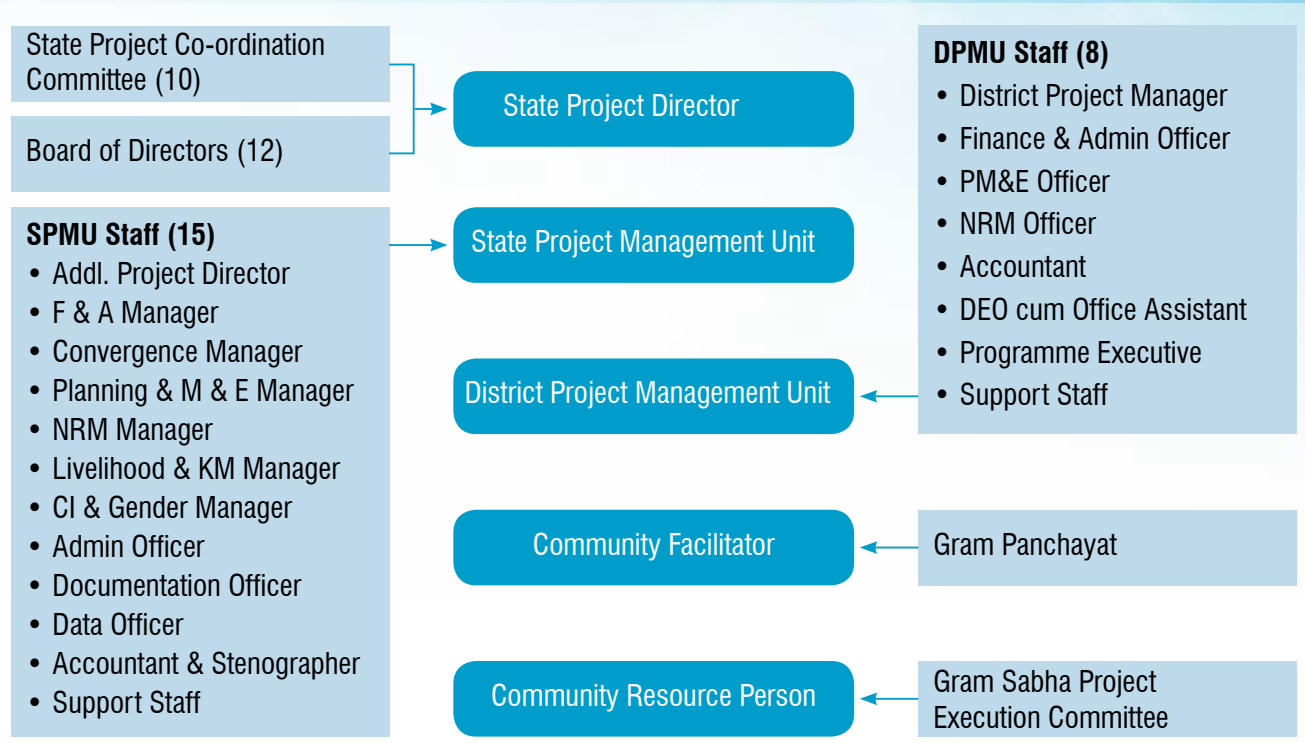 State Project Co-ordination
Committee (10)
Board of Directors (12)
SPMU Staff (15)
• Addl. Project Director
• F & A Manager
• Convergence Manager
• Planning & M & E Manager
• NRM Manager
• Livelihood & KM Manager
• CI & Gender Manager
• Admin Officer
• Documentation Officer
• Data Officer
• Accountant & Stenographer
• Support Staff
State Project Director
State Project Management Unit
District Project Management Unit
Community Facilitator
Community Resource Person
DPMU Staff (8)
• District Project Manager
• Finance & Admin Officer
• PM&E Officer
• NRM Officer
• Accountant
• DEO cum Office Assistant
• Programme Executive
• Support Staff
Gram Panchayat
Gram Sabha Project
Execution Committee